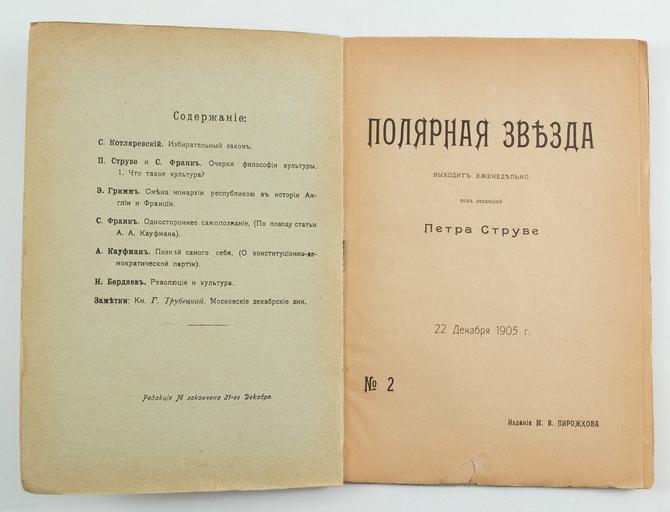 Содержаніе:
С. Котляревскій. Избирательный законъ.
П. Струве и С. Франкъ. Очерки философіи культуры.
1. Что такое культура?
Э. Гриммъ. Смѣна монархіи республикою въ исторіи Ан-
гліи и Франціи.
С. Франкъ. Одностороннее самопознаніе, (По поводу статьи
А. А. Кауфмана).
А. Кауфманъ. Познай самого себя, (О конституціонно-де-
мократической партіи).
Н. Бердяевъ. Революція и культура.
Замѣтки: Кн. Г. Трубецкой. Московскіе декабрскіе дни.
Редакція № закончена 21-го Декабря.
ПОЛЯРНАЯ ЗВѢЗДА
ВЫХОДИТЪ ЕЖЕНЕДѢЛЬНО
подъ редакціей
Петра Струве
22 Декабря 1905 г.
№ 2
Изданіе М. В. ПИРОЖКОВА